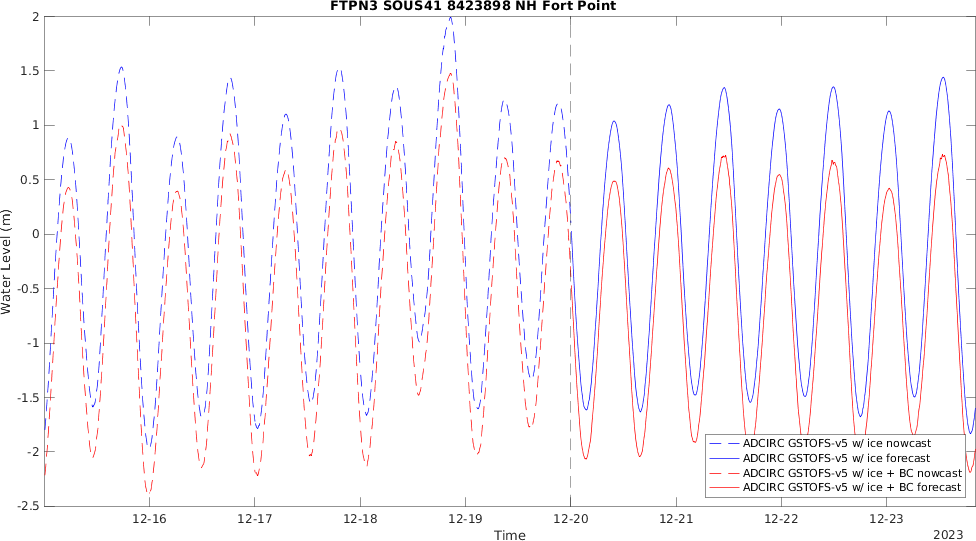 FTPN3 SOUS41 8423898 NH Fort Point
2
1.5
1
0.5
0
-0.5
-1
-1.5
-2
-2.5
Water Level (m)
12-16
12-17
12-18
12-19
12-20
12-21
12-22
12-23
Time
2023
ADCIRC GSTOFS-v5 w/ ice nowcast
ADCIRC GSTOFS-v5 w/ ice forecast
ADCIRC GSTOFS-v5 w/ ice + BC nowcast
ADCIRC GSTOFS-v5 w/ ice + BC forecast